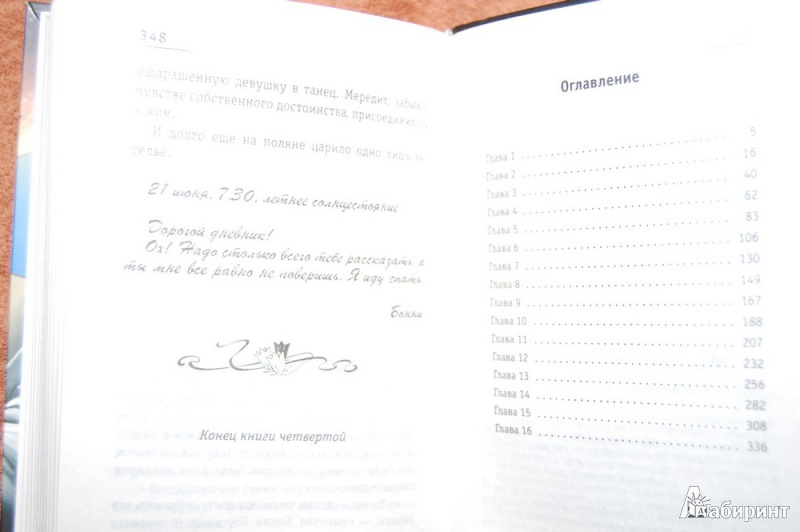 348
сшарашенную девушку в танец. Мередит, забыв о
чувстве собственного достоинства, присоединилась
к ним.
И долго еще на поляне царило одно лишь ве
селье.
21 июня, 7.30, летнее солнцестояние
Дорогой дневник!
Ох! Надо столько всего тебе рассказать, а
ты мне все равно не поверишь. Я иду спать
Бонни
Конец книги четвертой
Оглавление
Глава 1 5
Глава 2 16
Глава 3 40
Глава 4 62
Глава 5 83
Глава 6 106
Глава 7 130
Глава 8 149
Глава 9 167
Глава 10 188
Глава 11 207
Глава 12 232
Глава 13 256
Глава 14 282
Глава 15 308
Глава 16 336
Лабиринт